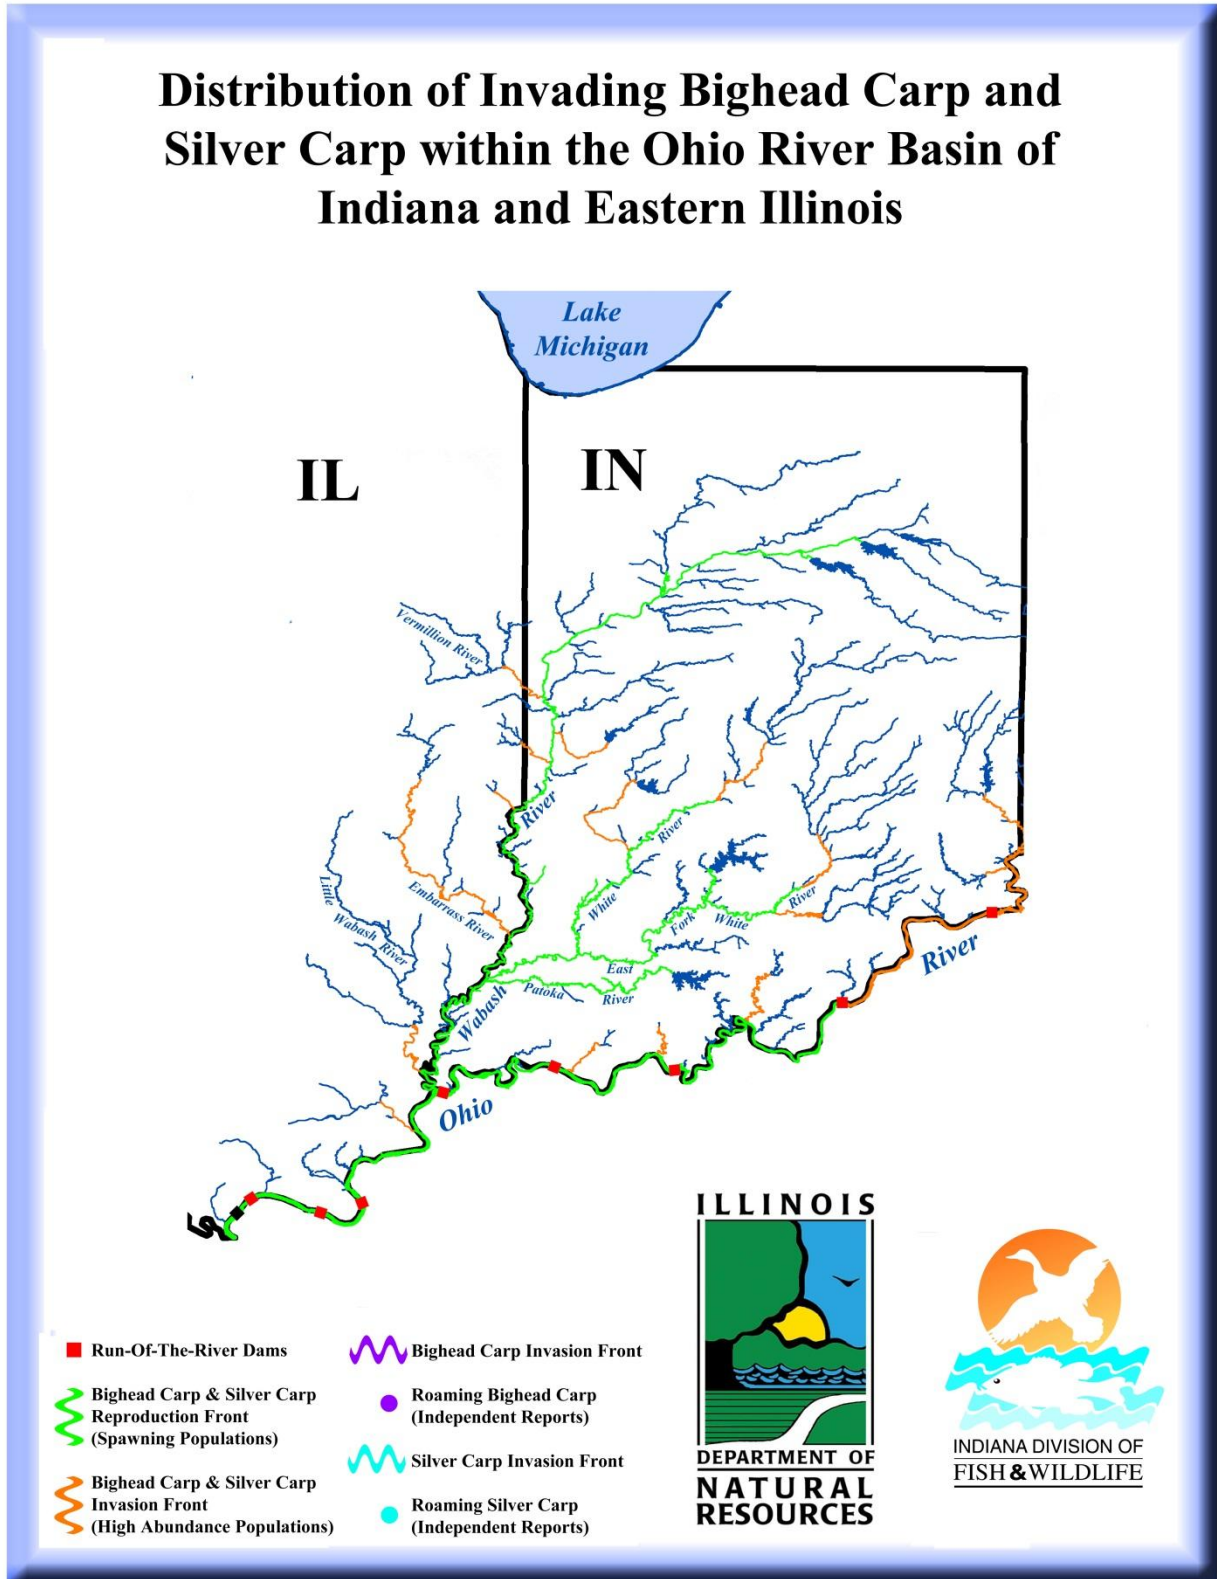 Distribution of Invading Bighead Carp and
Silver Carp within the Ohio River Basin of
Indiana and Eastern Illinois
Lake
Michigan
IL
IN
Vermillion River
River
River
Little
Wabash River
Embarrass River
White
Fork
White
River
East
Patoka
River
Wabash
River
Ohio
Run-Of-The-River Dams
Bighead Carp & Silver Carp
Reproduction Front
(Spawning Populations)
Bighead Carp & Silver Carp
Invasion Front
(High Abundance Populations)
Bighead Carp Invasion Front
Roaming Bighead Carp
(Independent Reports)
Silver Carp Invasion Front
Roaming Silver Carp
(Independent Reports)
ILLINOIS
DEPARTMENT OF
NATURAL
RESOURCES
INDIANA DIVISION OF
FISH & WILDLIFE